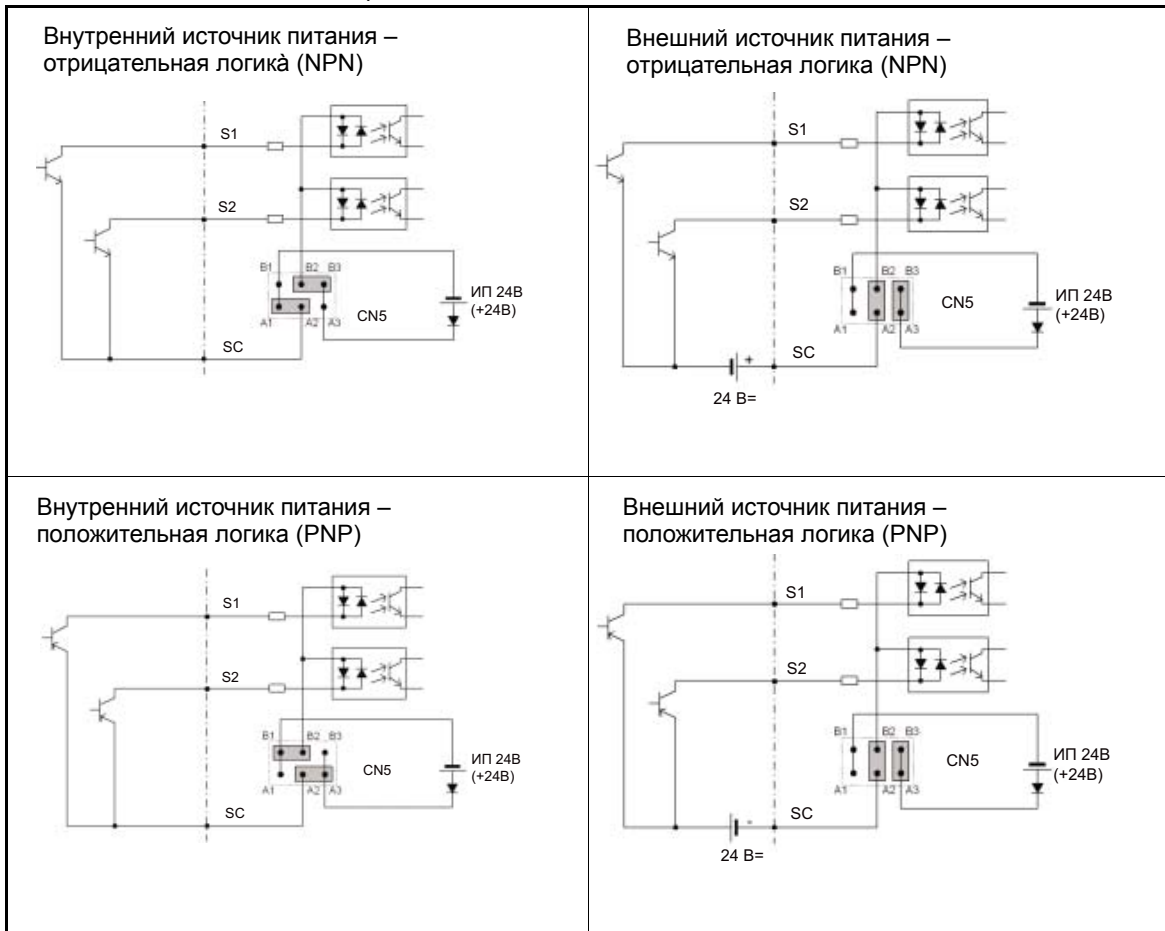 Внутренний источник питания –
отрицательная логикà (NPN)
S1
S2
B1 B2 B3
A1 A2 A3
CN5
ИП 24В
(+24В)
SC
Внешний источник питания –
отрицательная логика (NPN)
S1
S2
B1 B2 B3
A1 A2 A3
CN5
ИП 24В
(+24В)
SC
+
24 В=
Внутренний источник питания –
положительная логика (PNP)
S1
S2
B1 B2 B3
A1 A2 A3
CN5
ИП 24В
(+24В)
SC
Внешний источник питания –
положительная логика (PNP)
S1
S2
B1 B2 B3
A1 A2 A3
CN5
ИП 24В
(+24В)
SC
-
24 В=